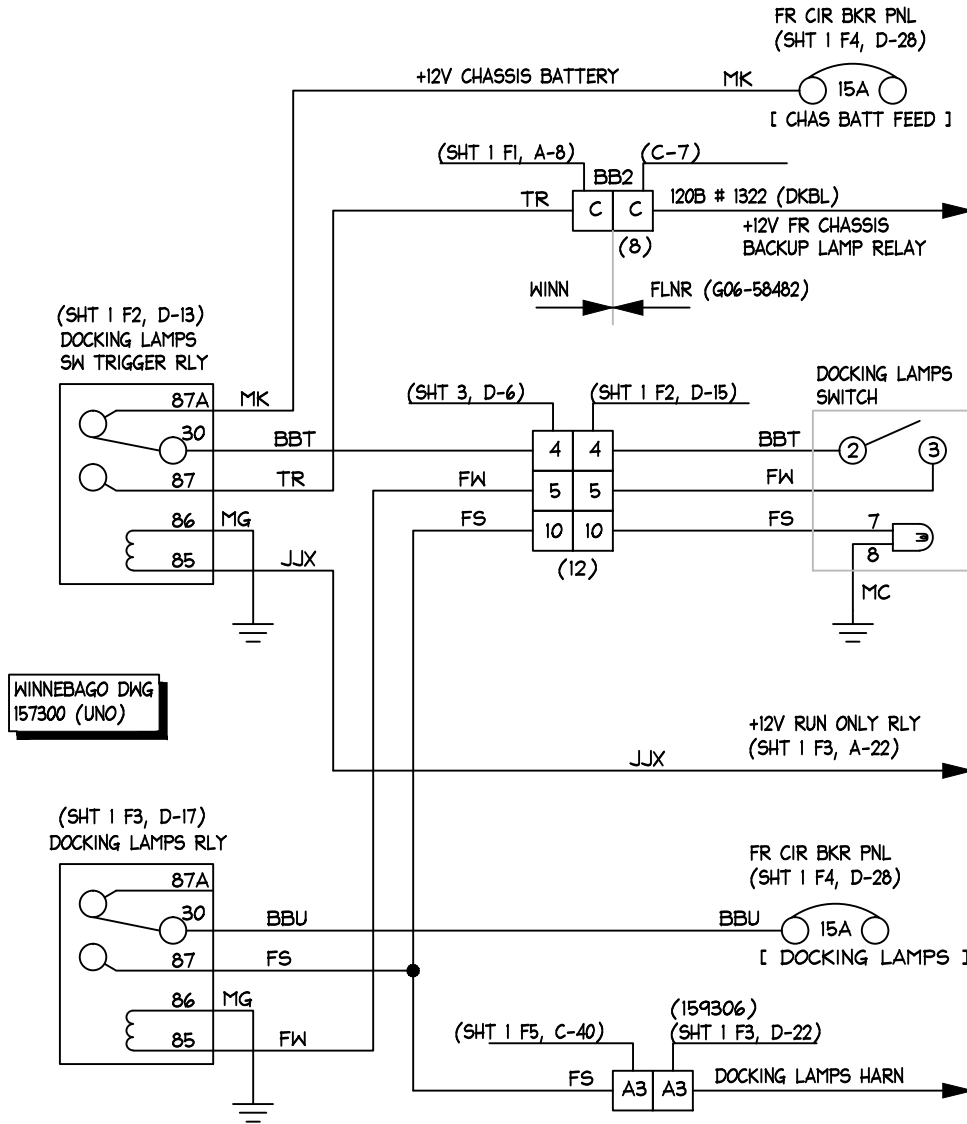 FR CIR BKR PNL
(SHT 1 F4, D-28)
+12V CHASSIS BATTERY
MK
15A
[ CHAS BATT FEED ]
(SHT 1 F1, A-8)
(C-7)
BB2
TR
C
C
120B # 1322 (DKBL)
(8)
+12V FR CHASSIS
BACKUP LAMP RELAY
WINN
FLNR (G06-58482)
(SHT 1 F2, D-13)
DOCKING LAMPS
SW TRIGGER RLY
87A
MK
30
BBT
87
TR
86
MG
85
JJX
(SHT 3, D-6)
(SHT 1 F2, D-15)
DOCKING LAMPS
SWITCH
4
4
BBT
2
3
FW
5
5
FW
FS
10
10
FS
7
8
(12)
MC
WINNEBAGO DWG
157300 (UNO)
+12V RUN ONLY RLY
(SHT 1 F3, A-22)
JJX
(SHT 1 F3, D-17)
DOCKING LAMPS RLY
87A
30
BBU
87
FS
86
MG
85
FW
FR CIR BKR PNL
(SHT 1 F4, D-28)
BBU
15A
[ DOCKING LAMPS ]
(159306)
(SHT 1 F5, C-40)
(SHT 1 F3, D-22)
FS
A3
A3
DOCKING LAMPS HARN